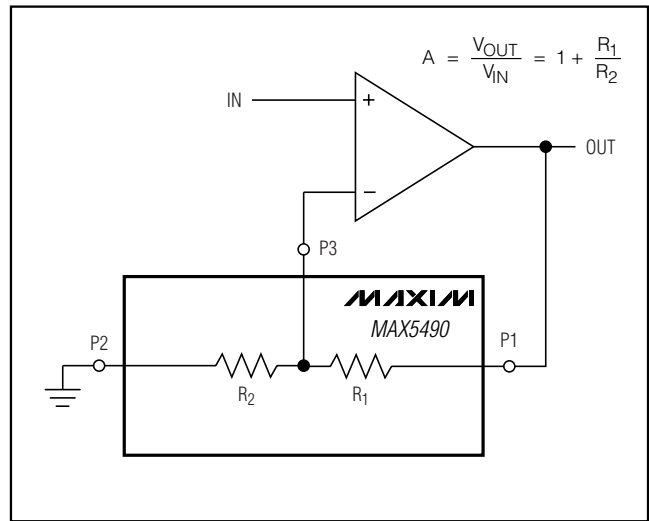 A = V_OUT / V_IN = 1 + R_1 / R_2
IN
+
−
OUT
P3
MAXIM
MAX5490
P2
P1
R_2
R_1